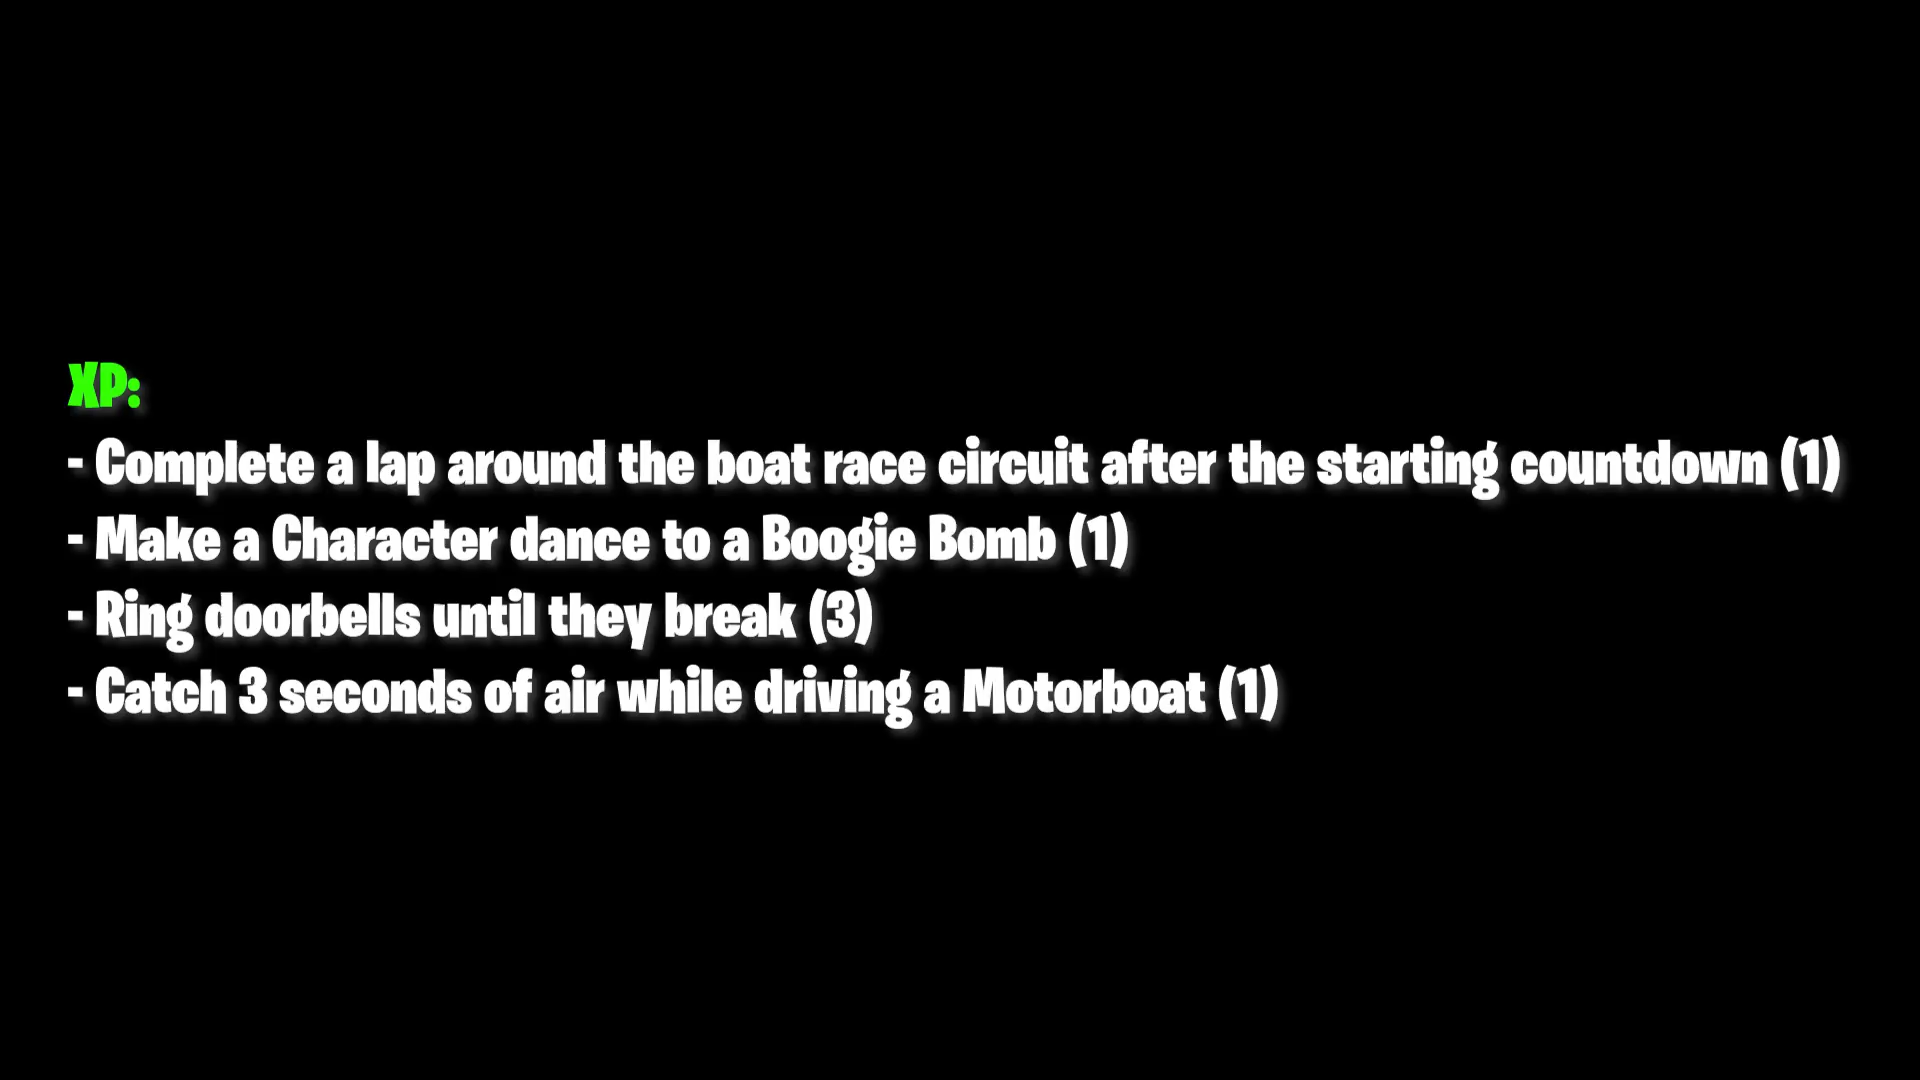 XP:
- Complete a lap around the boat race circuit after the starting countdown (1)
- Make a Character dance to a Boogie Bomb (1)
- Ring doorbells until they break (3)
- Catch 3 seconds of air while driving a Motorboat (1)